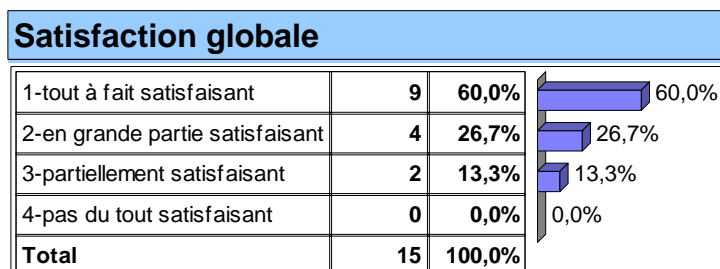 Satisfaction globale
1-tout à fait satisfaisant 9 60,0% 60,0%
2-en grande partie satisfaisant 4 26,7% 26,7%
3-partiellement satisfaisant 2 13,3% 13,3%
4-pas du tout satisfaisant 0 0,0% 0,0%
Total 15 100,0%